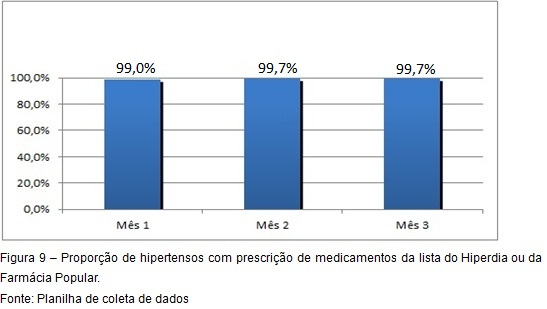 99,0% 99,7% 99,7%
100,0%
80,0%
60,0%
40,0%
20,0%
0,0%
Mês 1 Mês 2 Mês 3
Figura 9 – Proporção de hipertensos com prescrição de medicamentos da lista do Hiperdia ou da
Farmácia Popular.
Fonte: Planilha de coleta de dados